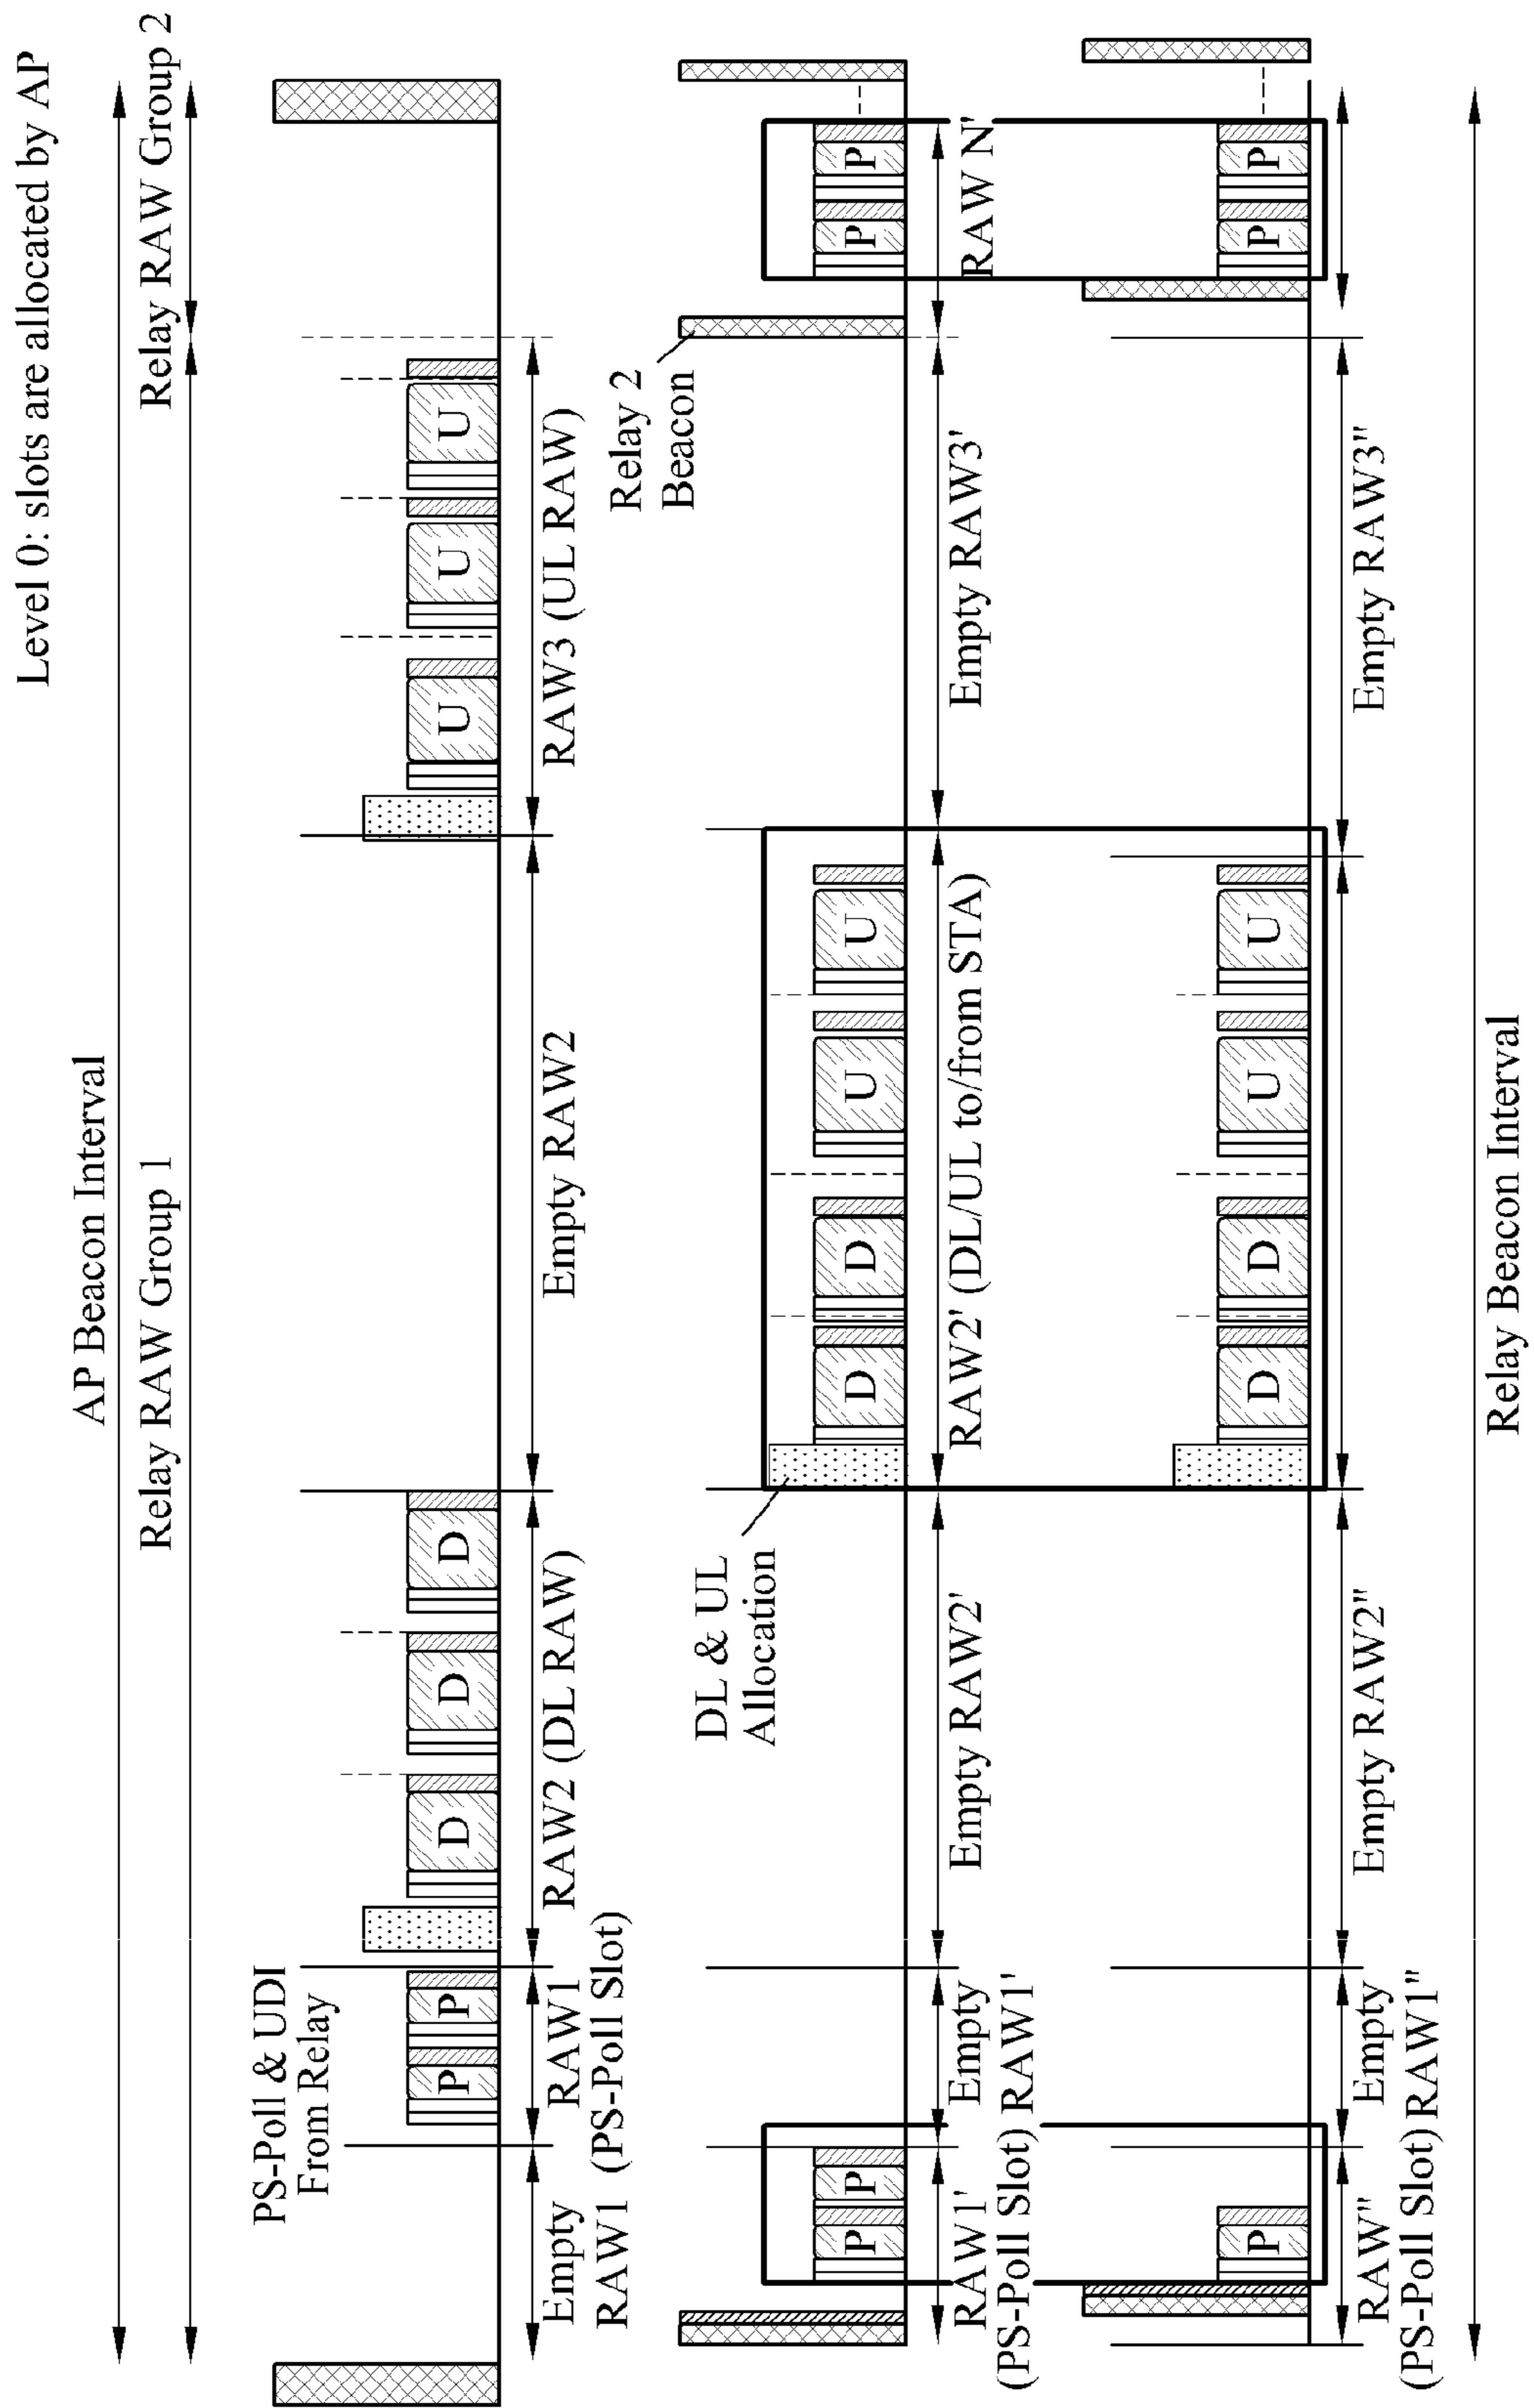 Level 0: slots are allocated by AP
AP Beacon Interval
Relay RAW Group 1
Relay RAW Group 2
PS-Poll & UDI
From Relay
P
P
D
D
D
U
U
U
Empty
RAW1
RAW1
(PS-Poll Slot)
RAW2 (DL RAW)
Empty RAW2
RAW3 (UL RAW)
DL & UL
Allocation
Relay 2
Beacon
P
P
D
D
U
U
P
P
RAW1'
(PS-Poll Slot)
Empty
RAW1'
Empty RAW2'
RAW2' (DL/UL to/from STA)
Empty RAW3'
RAW N'
P
D
D
U
U
P
P
RAW"
(PS-Poll Slot)
Empty
RAW1"
Empty RAW2"
Empty RAW3"
Relay Beacon Interval